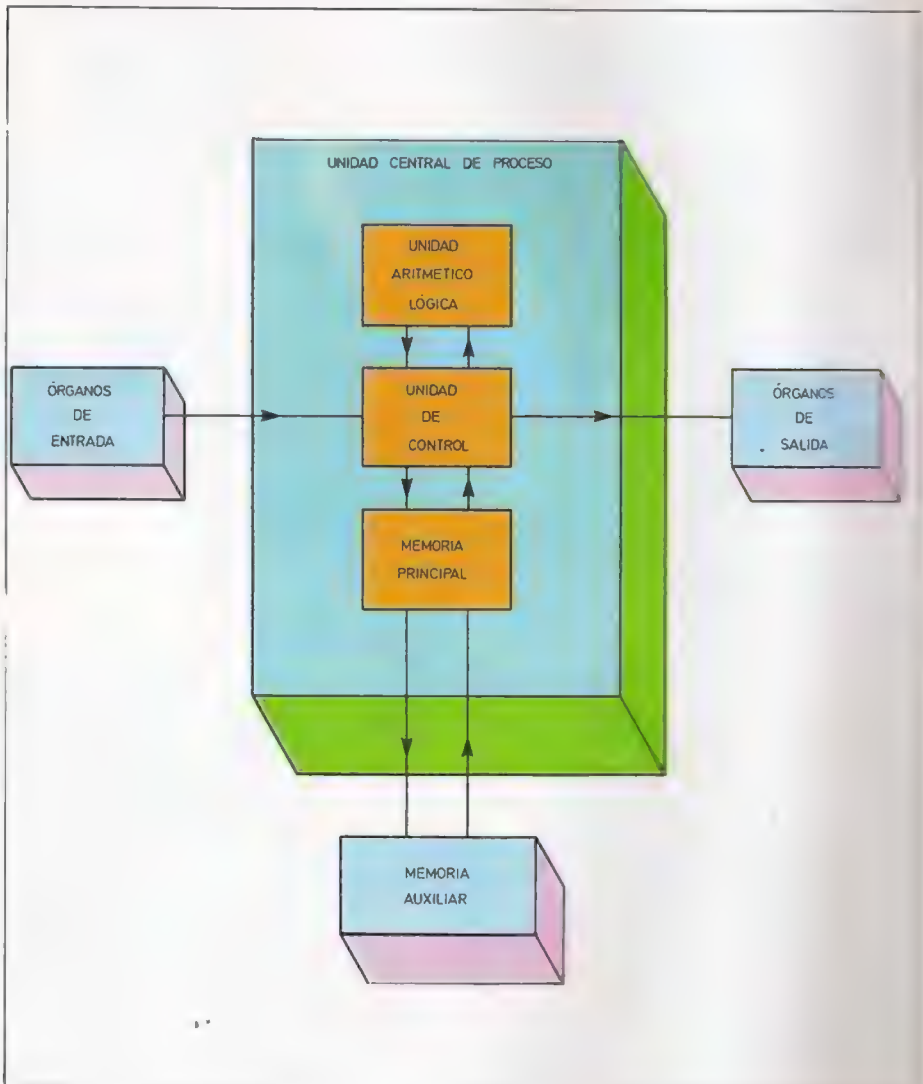 UNIDAD CENTRAL DE PROCESO
UNIDAD
ARITMETICO
LÓGICA
ÓRGANOS
DE
ENTRADA
UNIDAD
DE
CONTROL
ÓRGANOS
DE
SALIDA
MEMORIA
PRINCIPAL
MEMORIA
AUXILIAR